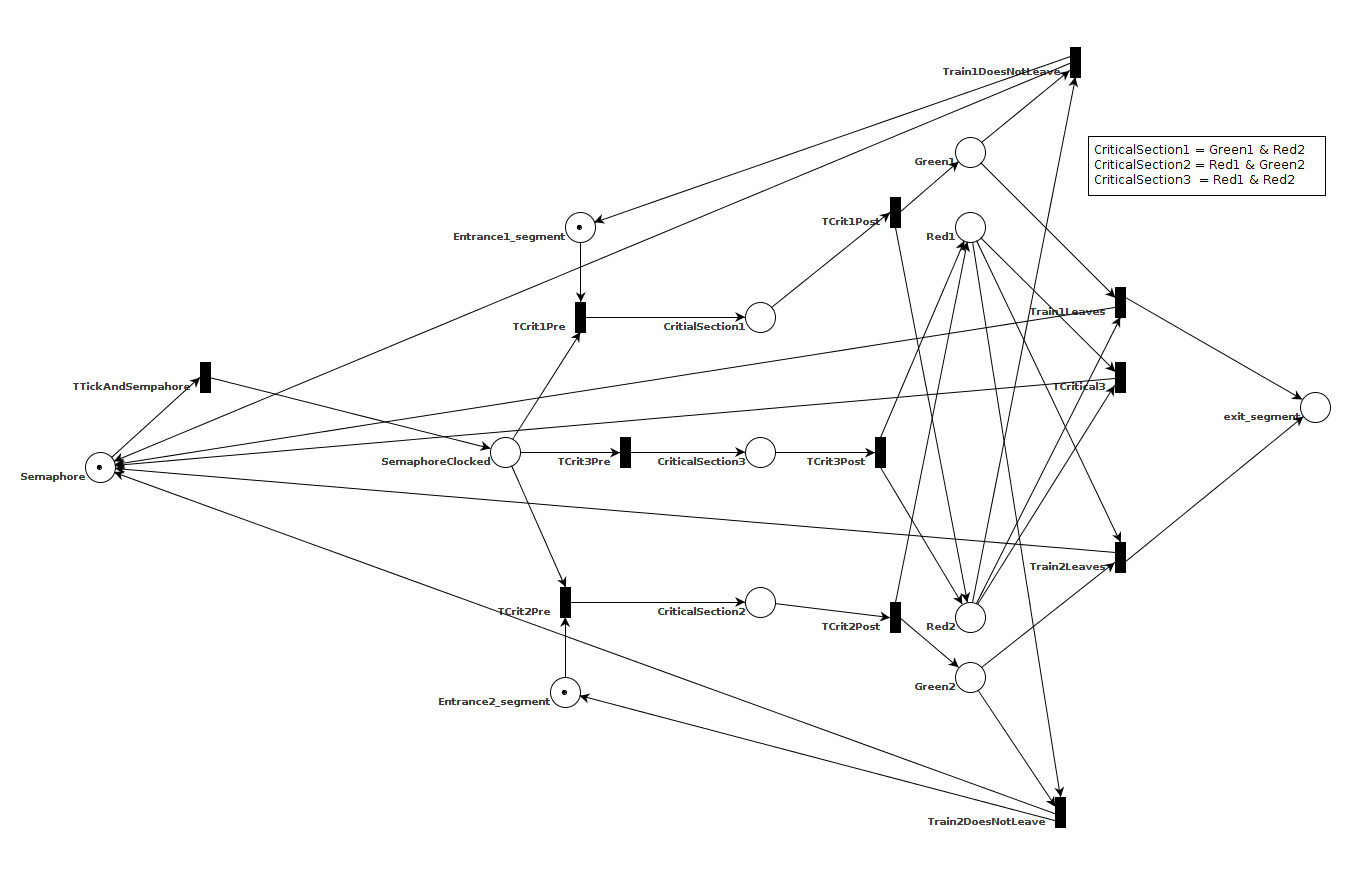 Train1DoesNotLeave
CriticalSection1 = Green1 & Red2
CriticalSection2 = Red1 & Green2
CriticalSection3  = Red1 & Red2
Green1
TCrit1Post
Entrance1_segment
Red1
Train1Leaves
TCrit1Pre
CritialSection1
TTickAndSempahore
TCritical3
exit_segment
SemaphoreClocked
TCrit3Pre
CriticalSection3
TCrit3Post
Semaphore
Train2Leaves
TCrit2Pre
CriticalSection2
TCrit2Post
Red2
Green2
Entrance2_segment
Train2DoesNotLeave